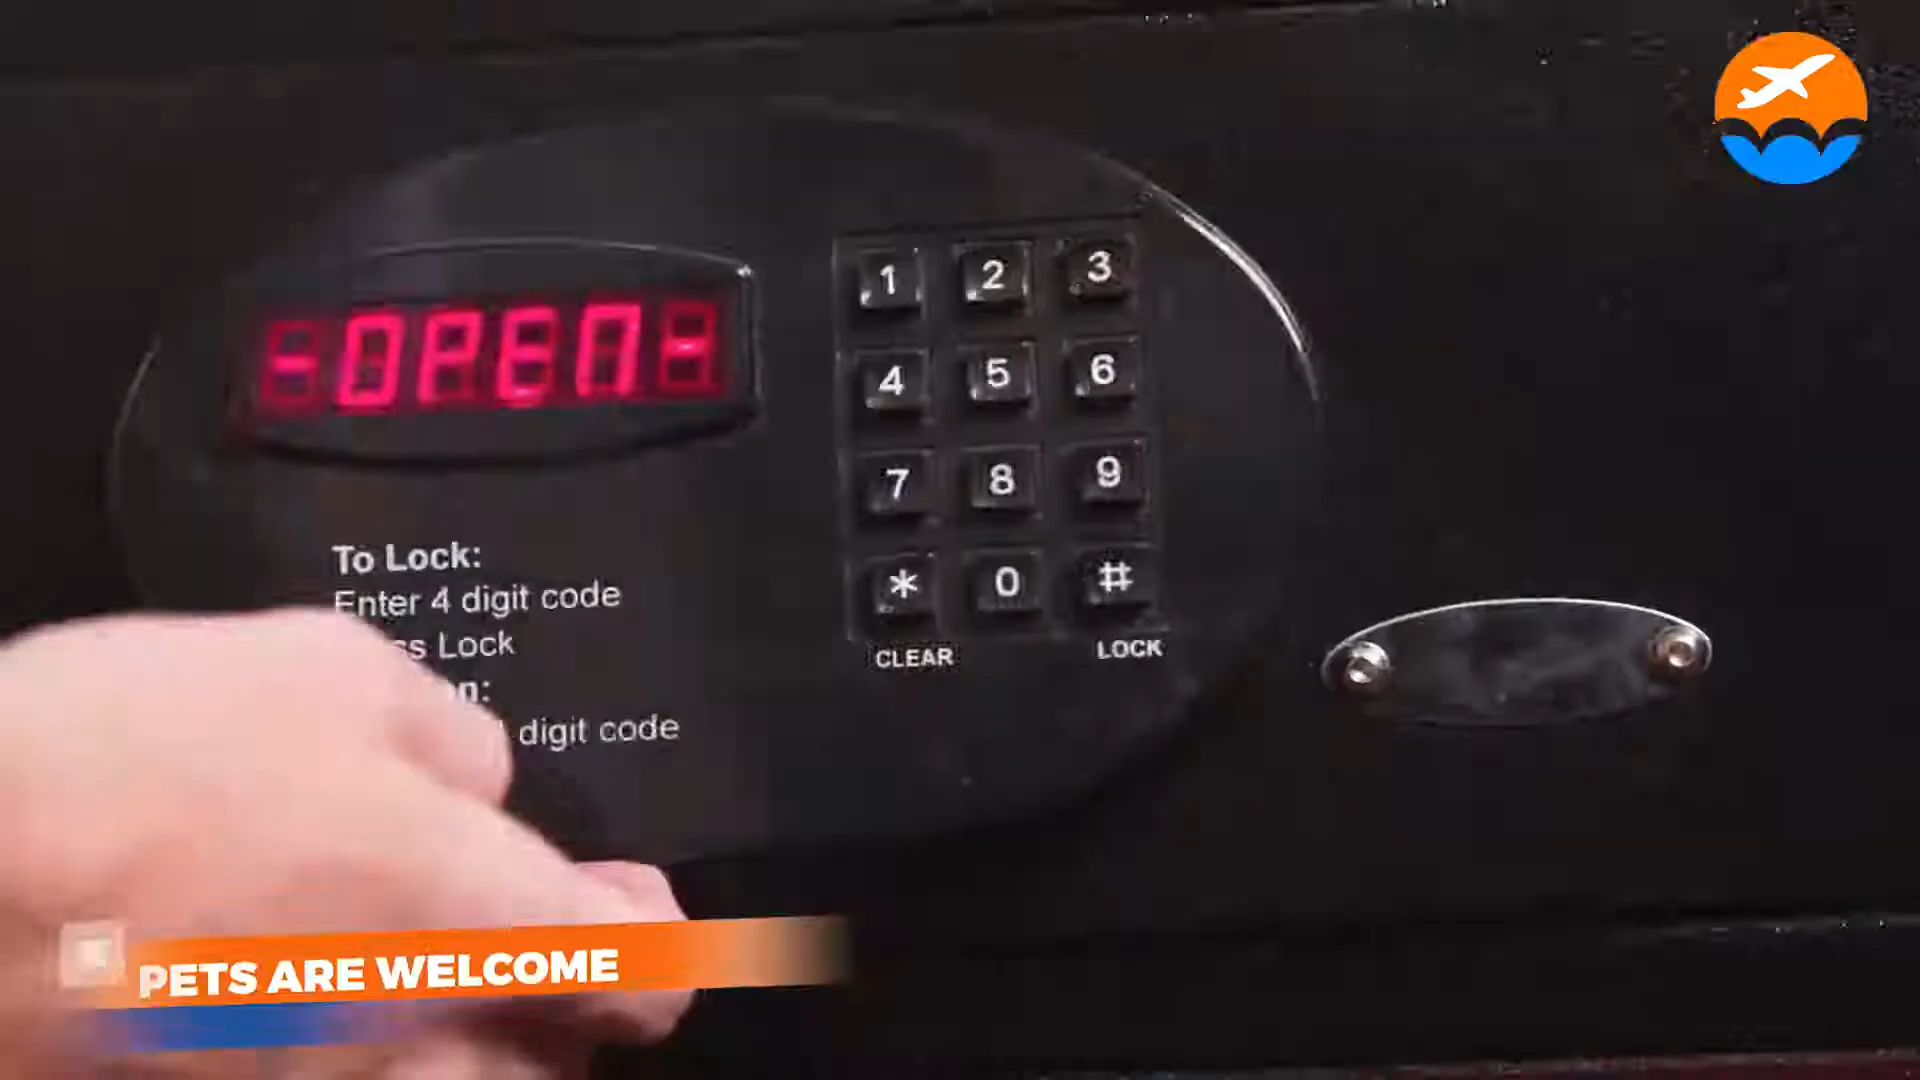 -OPEN-
1 2 3
4 5 6
7 8 9
* 0 #
CLEAR LOCK
To Lock:
Enter 4 digit code
Lock
digit code
PETS ARE WELCOME